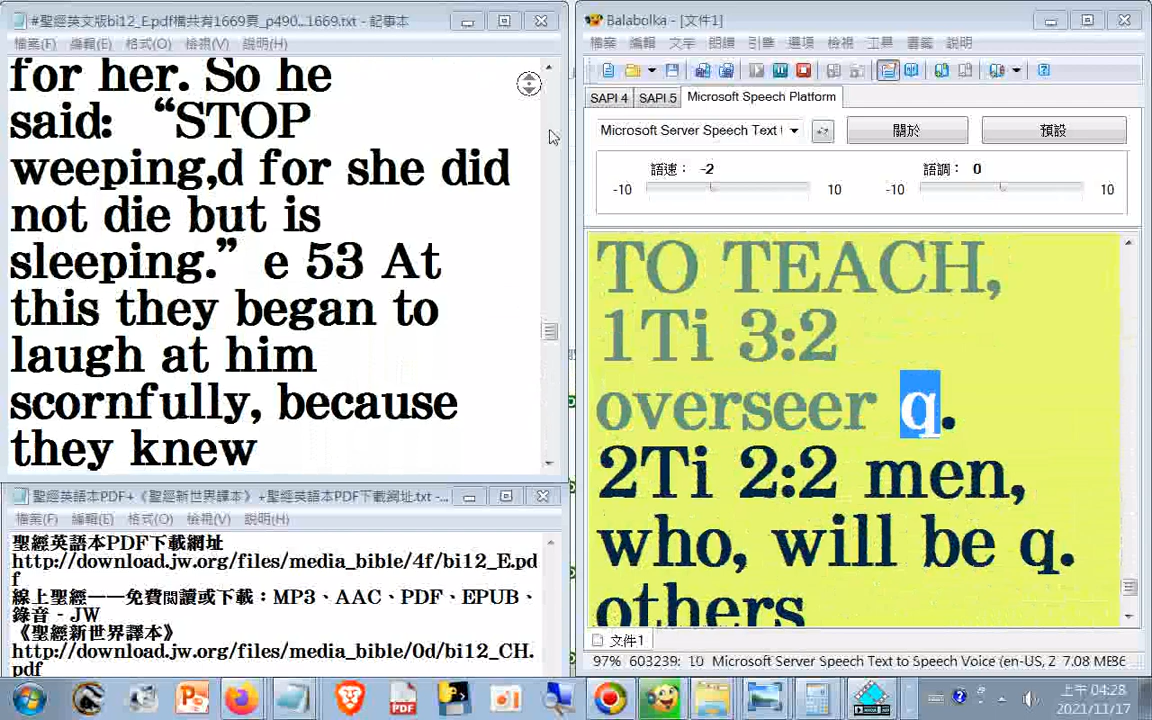 #聖經英文版bi12_E.pdf橫共有1669頁_p490...1669.txt - 記事本
檔案(F) 編輯(E) 格式(O) 檢視(V) 說明(H)
for her. So he
said: “STOP
weeping,d for she did
not die but is
sleeping.” e 53 At
this they began to
laugh at him
scornfully, because
they knew
聖經英語本PDF+《聖經新世界譯本》+聖經英語本PDF下載網址.txt -...
檔案(F) 編輯(E) 格式(O) 檢視(V) 說明(H)
聖經英語本PDF下載網址
http://download.jw.org/files/media_bible/4f/bi12_E.pd
f
線上聖經——免費閱讀或下載：MP3、AAC、PDF、EPUB、
錄音 - JW
《聖經新世界譯本》
http://download.jw.org/files/media_bible/0d/bi12_CH.
pdf
Balabolka - [文件1]
檔案 編輯 文字 朗讀 引擎 選項 檢視 工具 書籤 說明
SAPI 4 SAPI 5 Microsoft Speech Platform
Microsoft Server Speech Text 關於 預設
語速： -2 語調： 0
-10 10 -10 10
TO TEACH,
1Ti 3:2
overseer q.
2Ti 2:2 men,
who, will be q.
others
文件1
97% 603239: 10 Microsoft Server Speech Text to Speech Voice (en-US, Z 7.08 MB
PDF
上午 04:28
2021/11/17